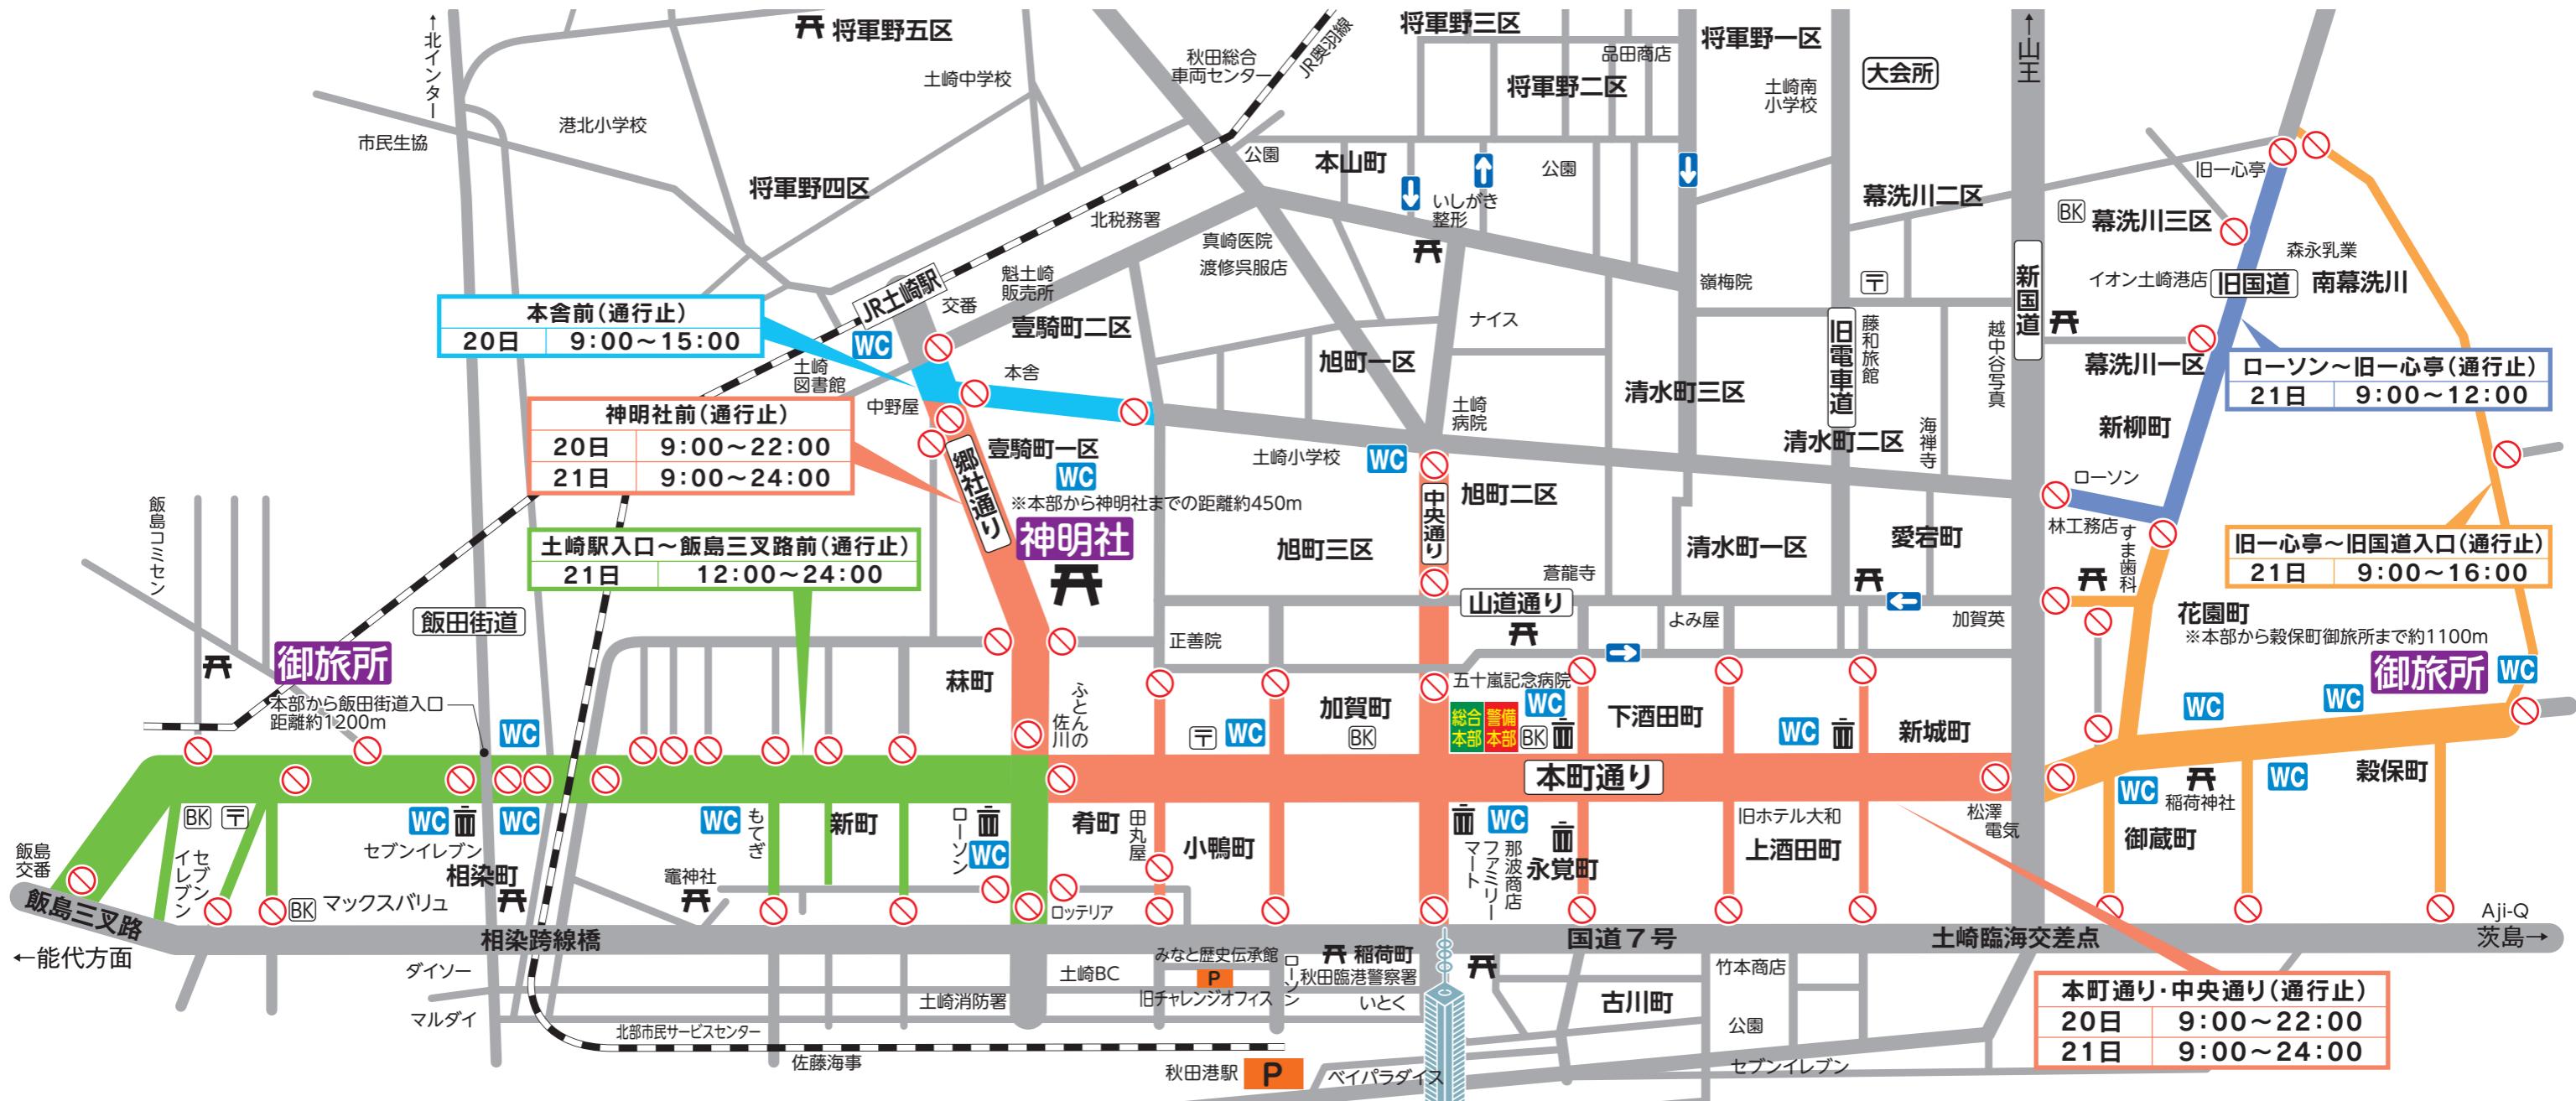 ←北インター
将軍野五区
土崎中学校
秋田総合
車両センター
JR奥羽線
将軍野三区
品田商店
将軍野二区
将軍野一区
土崎南
小学校
大会所
←山王
港北小学校
市民生協
将軍野四区
北税務署
公園
本山町
公園
いしがき
整形
真崎医院
渡修呉服店
幕洗川二区
旧一心亭
BK
幕洗川三区
森永乳業
イオン土崎港店
旧国道
南幕洗川
新国道
嶺梅院
〒
JR土崎駅
交番
魁土崎
販売所
壹騎町二区
WC
土崎
図書館
本舎前(通行止)
20日
9:00~15:00
本舎
中野屋
ナイス
旭町一区
旧電車道
藤和旅館
越中谷写真
幕洗川一区
ローソン~旧一心亭(通行止)
21日
9:00~12:00
神明社前(通行止)
20日
9:00~22:00
21日
9:00~24:00
壹騎町一区
WC
郷社通り
※本部から神明社までの距離約450m
神明社
土崎小学校
WC
土崎
病院
清水町三区
清水町二区
海禅寺
新柳町
ローソン
林工務店
すま歯科
旭町二区
中央通り
旭町三区
清水町一区
愛宕町
蒼龍寺
山道通り
よみ屋
加賀英
旧一心亭~旧国道入口(通行止)
21日
9:00~16:00
花園町
※本部から穀保町御旅所まで約1100m
御旅所
WC
土崎駅入口~飯島三叉路前(通行止)
21日
12:00~24:00
飯島コミセン
飯田街道
御旅所
本部から飯田街道入口
距離約1200m
WC
菻町
ふとんの
佐川
正善院
〒
WC
加賀町
BK
五十嵐記念病院
総合
本部
警備
本部
WC
BK
下酒田町
WC
新城町
WC
WC
本町通り
穀保町
飯島
交番
BK
〒
セブン
イレブン
WC
WC
セブンイレブン
相染町
BK
マックスバリュ
WC
もてぎ
新町
ローソン
WC
竈神社
ロッテリア
肴町
田丸屋
小鴨町
WC
ファミリー
マート
那波商店
永覚町
旧ホテル大和
上酒田町
松澤
電気
WC
稲荷神社
WC
御蔵町
飯島三叉路
←能代方面
相染跨線橋
国道7号
土崎臨海交差点
Aji-Q
茨島→
ダイソー
マルダイ
土崎消防署
土崎BC
みなと歴史伝承館
P
旧チャレンジオフィス
ローソン
稲荷町
秋田臨港警察署
いとく
竹本商店
古川町
公園
北部市民サービスセンター
佐藤海事
秋田港駅
P
ベイパラダイス
セブンイレブン
本町通り・中央通り(通行止)
20日
9:00~22:00
21日
9:00~24:00